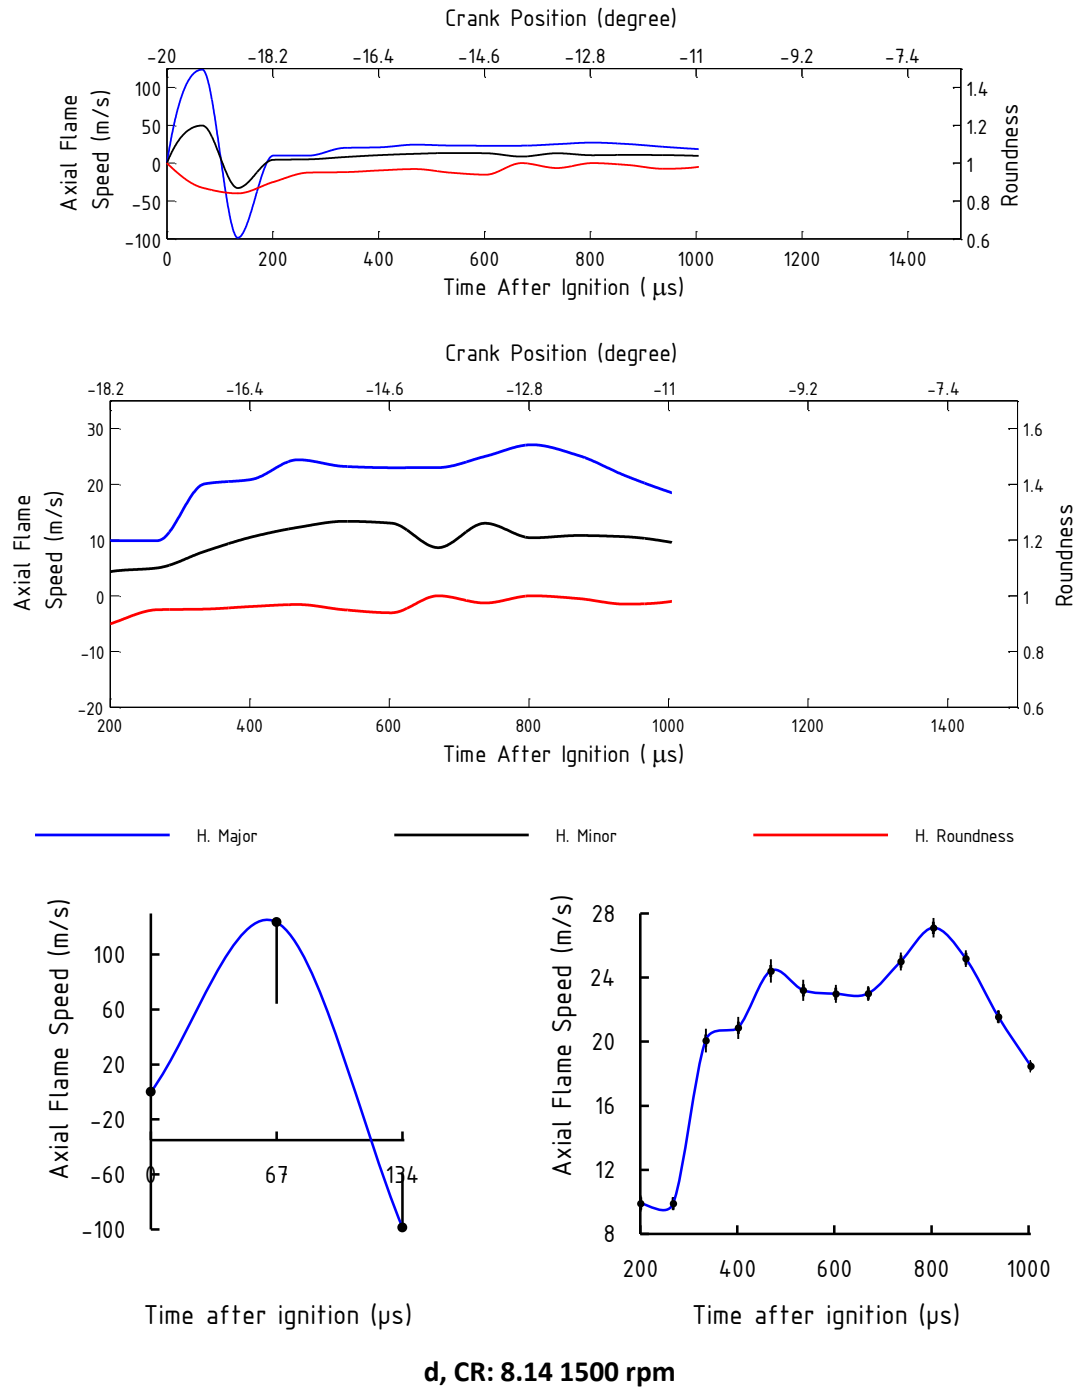 Crank Position (degree)
-20 -18.2 -16.4 -14.6 -12.8 -11 -9.2 -7.4
Axial Flame
Speed (m/s)
100
50
0
-50
-100
1.4
1.2
1
0.8
0.6
Roundness
0 200 400 600 800 1000 1200 1400
Time After Ignition ( μs)
Crank Position (degree)
-18.2 -16.4 -14.6 -12.8 -11 -9.2 -7.4
Axial Flame
Speed (m/s)
30
20
10
0
-10
-20
1.6
1.4
1.2
1
0.8
0.6
Roundness
200 400 600 800 1000 1200 1400
Time After Ignition ( μs)
H. Major H. Minor H. Roundness
Axial Flame Speed (m/s)
100
60
20
-20
-60
-100
0 67 134
Time after ignition (µs)
Axial Flame Speed (m/s)
28
24
20
16
12
8
200 400 600 800 1000
Time after ignition (µs)
d, CR: 8.14 1500 rpm